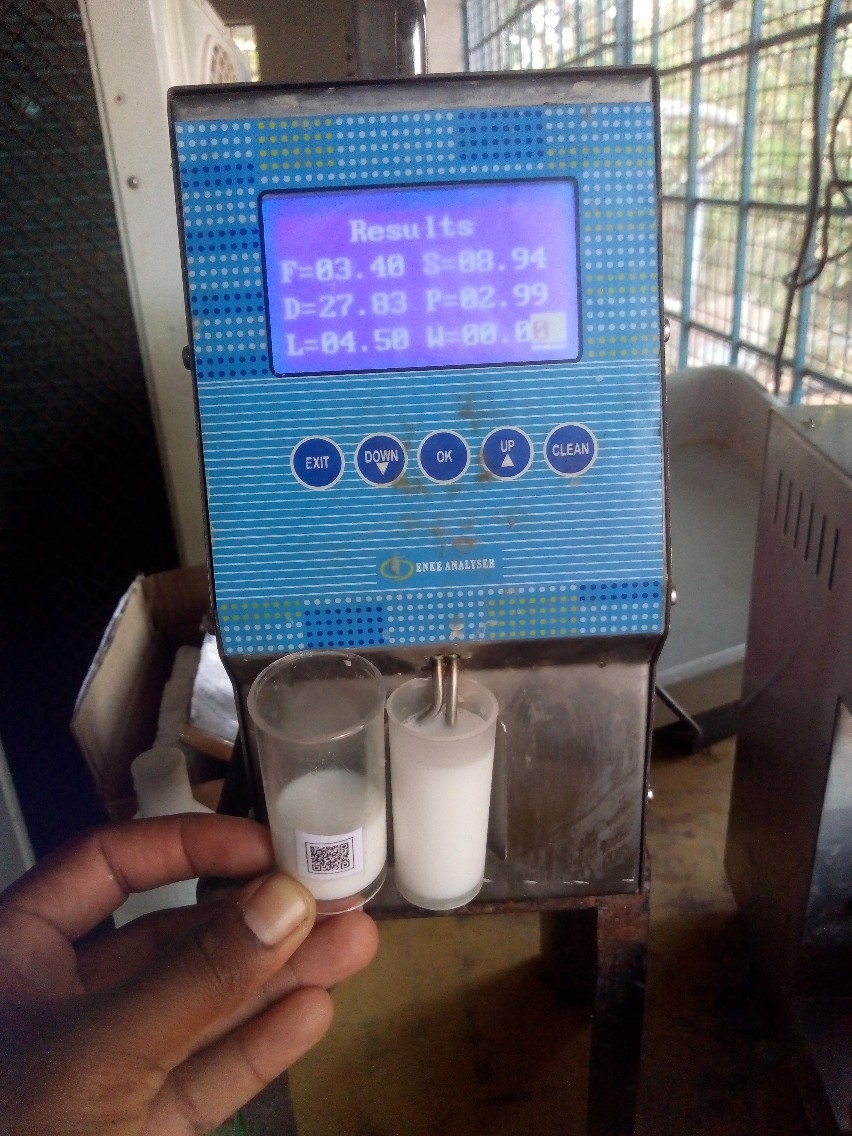 Results
F=03.40 S=08.94
D=27.83 P=02.99
L=04.50 W=00.00
EXIT DOWN OK UP CLEAN
ENKE ANALYSER